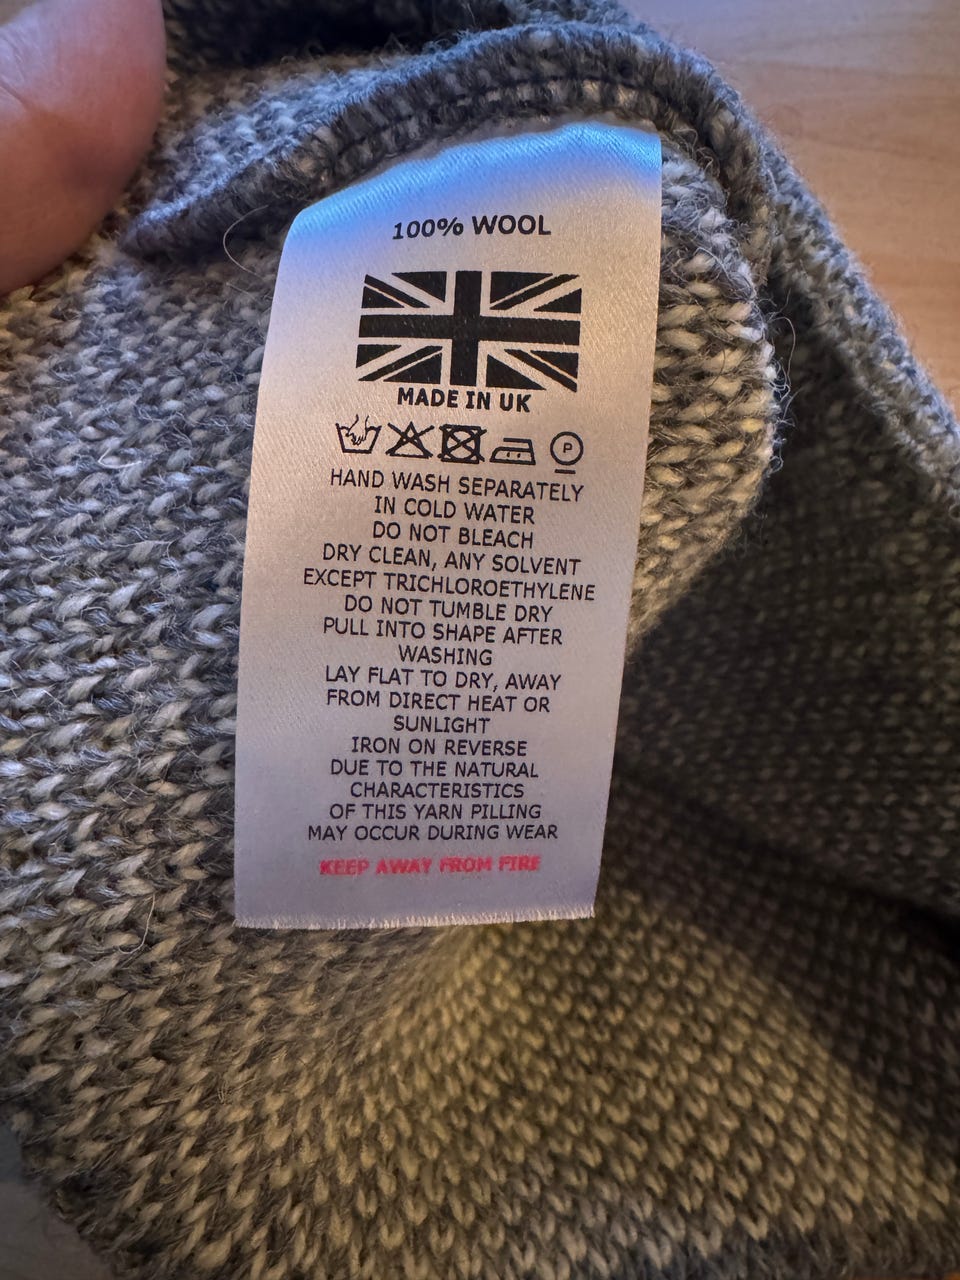 100% WOOL
MADE IN UK
P
HAND WASH SEPARATELY
IN COLD WATER
DO NOT BLEACH
DRY CLEAN, ANY SOLVENT
EXCEPT TRICHLOROETHYLENE
DO NOT TUMBLE DRY
PULL INTO SHAPE AFTER
WASHING
LAY FLAT TO DRY, AWAY
FROM DIRECT HEAT OR
SUNLIGHT
IRON ON REVERSE
DUE TO THE NATURAL
CHARACTERISTICS
OF THIS YARN PILLING
MAY OCCUR DURING WEAR
KEEP AWAY FROM FIRE